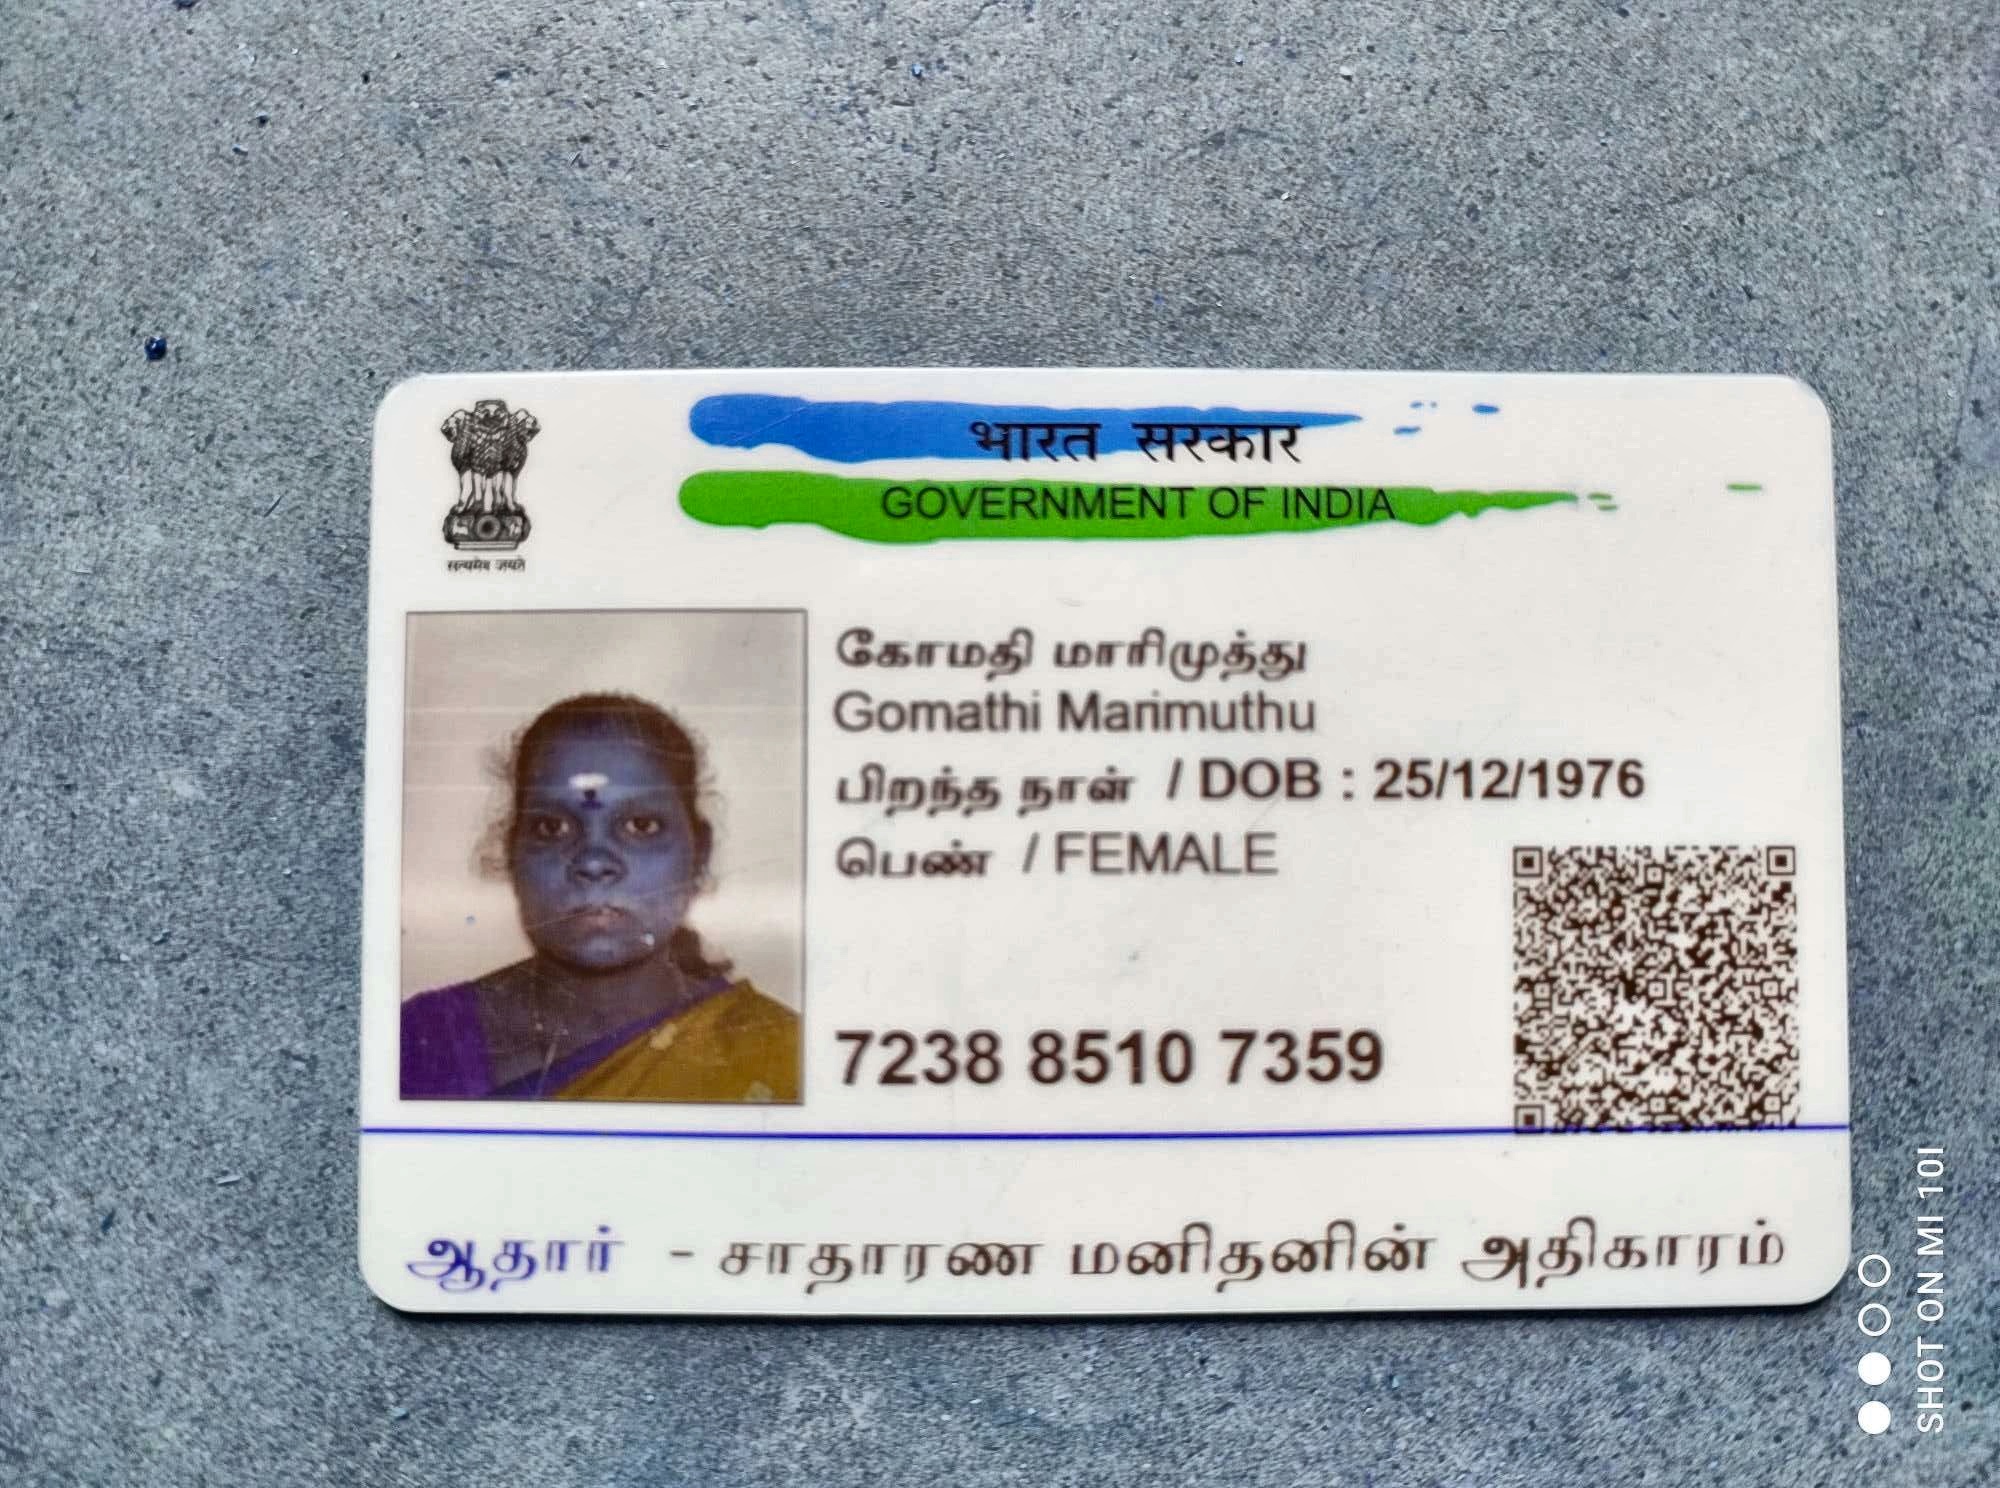 भारत सरकार
GOVERNMENT OF INDIA
सत्यमेव जयते
கோமதி மாரிமுத்து
Gomathi Marimuthu
பிறந்த நாள் / DOB : 25/12/1976
பெண் / FEMALE
7238 8510 7359
ஆதார் - சாதாரண மனிதனின் அதிகாரம்
SHOT ON MI 10I